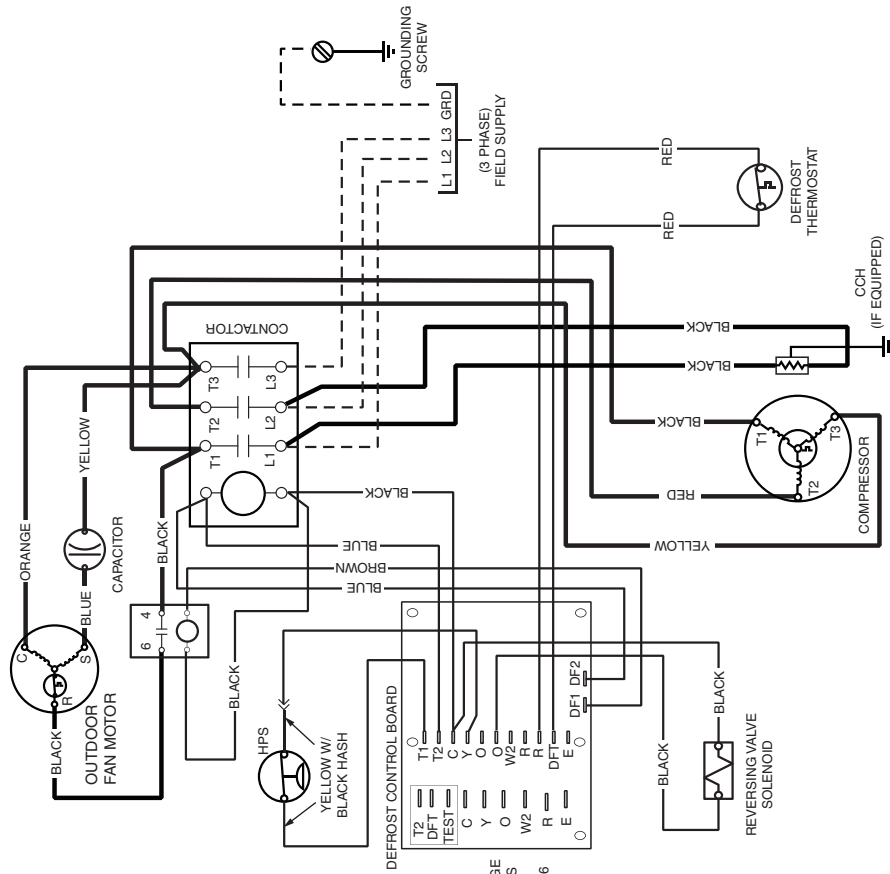 GROUNDING
SCREW
L1 L2 L3 GRD
(3 PHASE)
FIELD SUPPLY
RED
RED
DEFROST
THERMOSTAT
CONTACTOR
T3
T2
T1
L3
L2
L1
ORANGE
YELLOW
CAPACITOR
BLUE
BLACK
4
6
C
S
R
BLACK
OUTDOOR
FAN MOTOR
BLACK
BLUE
BROWN
BLUE
BLACK
BLACK
BLACK
CCH
(IF EQUIPPED)
BLACK
RED
YELLOW
T1
T2
T3
COMPRESSOR
HPS
YELLOW W/
BLACK HASH
DEFROST CONTROL BOARD
T1
T2
C
Y
O
O
W2
R
R
DFT
E
T2
DFT
TEST
C
Y
O
W2
R
E
DF1 DF2
BLACK
BLACK
REVERSING VALVE
SOLENOID
GE
S
6